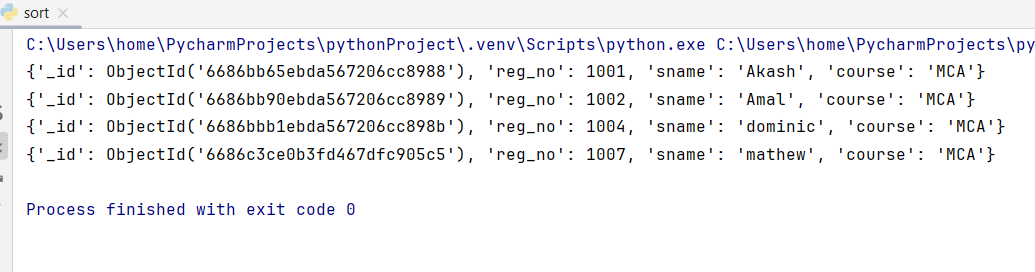 sort
C:\Users\home\PycharmProjects\pythonProject\.venv\Scripts\python.exe C:\Users\home\PycharmProjects\py
{'_id': ObjectId('6686bb65ebda567206cc8988'), 'reg_no': 1001, 'sname': 'Akash', 'course': 'MCA'}
{'_id': ObjectId('6686bb90ebda567206cc8989'), 'reg_no': 1002, 'sname': 'Amal', 'course': 'MCA'}
{'_id': ObjectId('6686bbb1ebda567206cc898b'), 'reg_no': 1004, 'sname': 'dominic', 'course': 'MCA'}
{'_id': ObjectId('6686c3ce0b3fd467dfc905c5'), 'reg_no': 1007, 'sname': 'mathew', 'course': 'MCA'}
Process finished with exit code 0